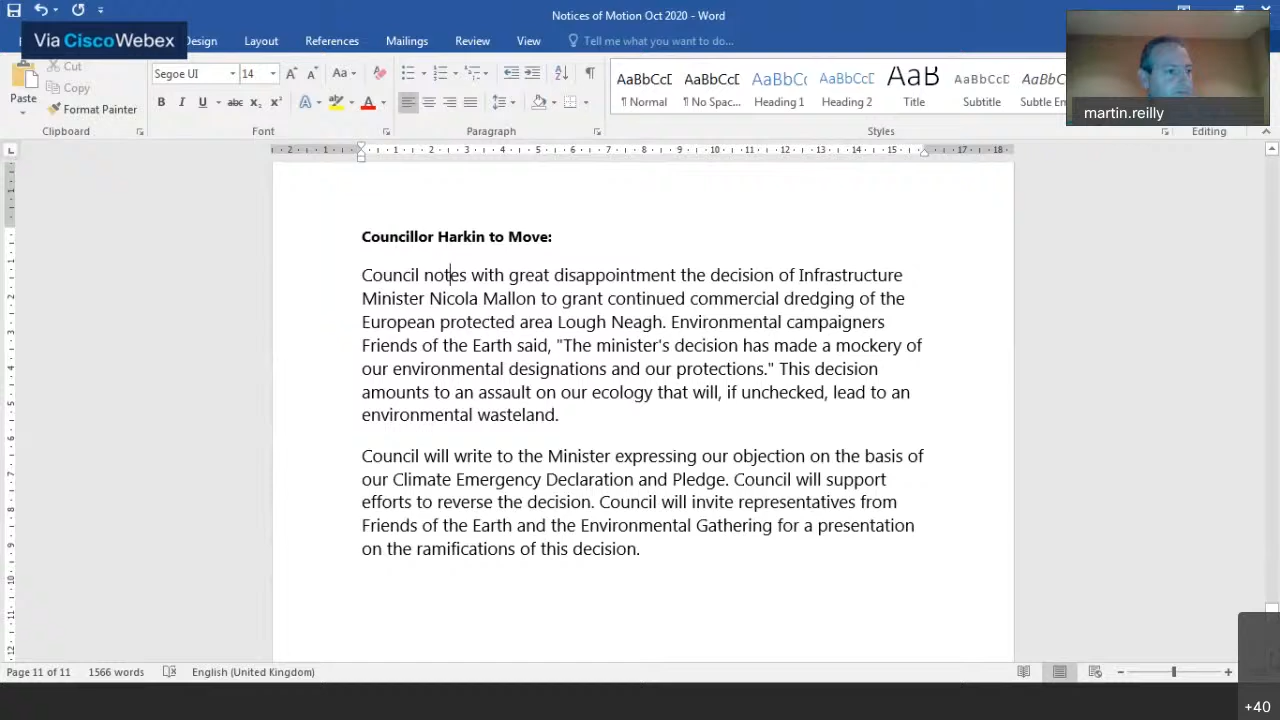 Notices of Motion Oct 2020 - Word
Via CiscoWebex
Design Layout References Mailings Review View Tell me what you want to do...
Cut
Copy
Format Painter
Paste
Segoe UI 14
AaBbCcD AaBbCcD AaBbCc AaBbCcD AaB AaBbCcD AaBbCc
¶ Normal ¶ No Spac... Heading 1 Heading 2 Title Subtitle Subtle Em
martin.reilly
Clipboard Font Paragraph Styles Editing
Councillor Harkin to Move:
Council notes with great disappointment the decision of Infrastructure
Minister Nicola Mallon to grant continued commercial dredging of the
European protected area Lough Neagh. Environmental campaigners
Friends of the Earth said, "The minister's decision has made a mockery of
our environmental designations and our protections." This decision
amounts to an assault on our ecology that will, if unchecked, lead to an
environmental wasteland.
Council will write to the Minister expressing our objection on the basis of
our Climate Emergency Declaration and Pledge. Council will support
efforts to reverse the decision. Council will invite representatives from
Friends of the Earth and the Environmental Gathering for a presentation
on the ramifications of this decision.
Page 11 of 11 1566 words English (United Kingdom)
+40